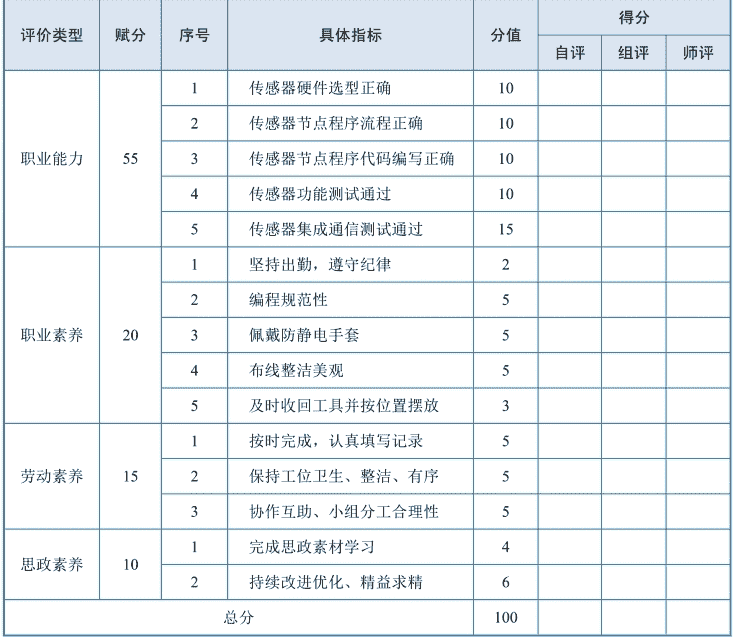 评价类型 赋分 序号 具体指标 分值 得分
自评 组评 师评
职业能力 55
1 传感器硬件选型正确 10
2 传感器节点程序流程正确 10
3 传感器节点程序代码编写正确 10
4 传感器功能测试通过 10
5 传感器集成通信测试通过 15
职业素养 20
1 坚持出勤，遵守纪律 2
2 编程规范性 5
3 佩戴防静电手套 5
4 布线整洁美观 5
5 及时收回工具并按位置摆放 3
劳动素养 15
1 按时完成，认真填写记录 5
2 保持工位卫生、整洁、有序 5
3 协作互助、小组分工合理性 5
思政素养 10
1 完成思政素材学习 4
2 持续改进优化、精益求精 6
总分 100